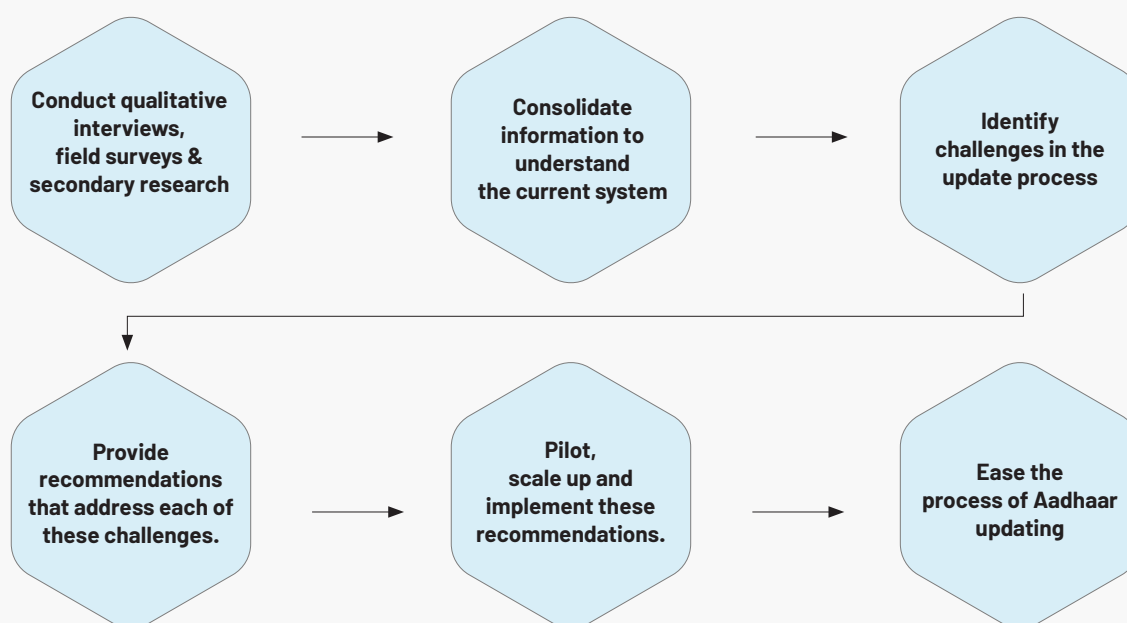 Conduct qualitative
interviews,
field surveys &
secondary research
Consolidate
information to
understand
the current system
Identify
challenges in the
update process
Provide
recommendations
that address each of
these challenges.
Pilot,
scale up and
implement these
recommendations.
Ease the
process of Aadhaar
updating